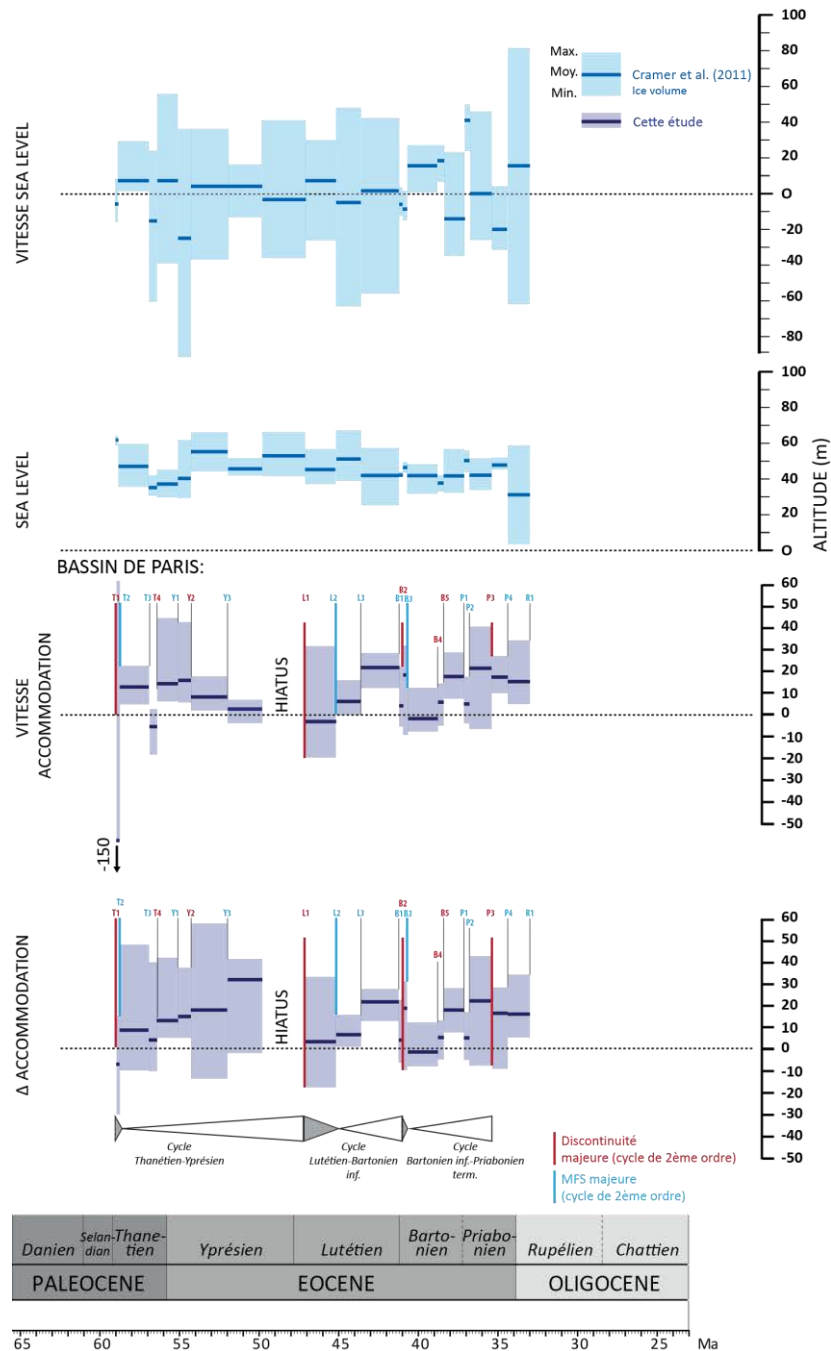 100
80
60
40
20
0
-20
-40
-60
-80
VITESSE SEA LEVEL
Max.
Moy.
Min.
Cramer et al. (2011)
Ice volume
Cette étude
100
80
60
40
20
0
SEA LEVEL
ALTITUDE (m)
BASSIN DE PARIS:
T1 T2 T3 T4 Y1 Y2 Y3 L1 L2 L3 B1 B2 B3 B4 B5 P1 P2 P3 P4 R1
60
50
40
30
20
10
0
-10
-20
-30
-40
-50
VITESSE
ACCOMMODATION
HIATUS
-150
T1 T2 T3 T4 Y1 Y2 Y3 L1 L2 L3 B1 B2 B3 B4 B5 P1 P2 P3 P4 R1
60
50
40
30
20
10
0
-10
-20
-30
-40
-50
Δ ACCOMMODATION
HIATUS
Cycle
Thanétien-Yprésien
Cycle
Lutétien-Bartonien
inf.
Cycle
Bartonien inf.-Priabonien
term.
Discontinuité
majeure (cycle de 2ème ordre)
MFS majeure
(cycle de 2ème ordre)
Danien
Selan-
dian
Thane-
tien
Yprésien
Lutétien
Barto-
nien
Priabo-
nien
Rupélien
Chattien
PALEOCENE EOCENE OLIGOCENE
65 60 55 50 45 40 35 30 25 Ma